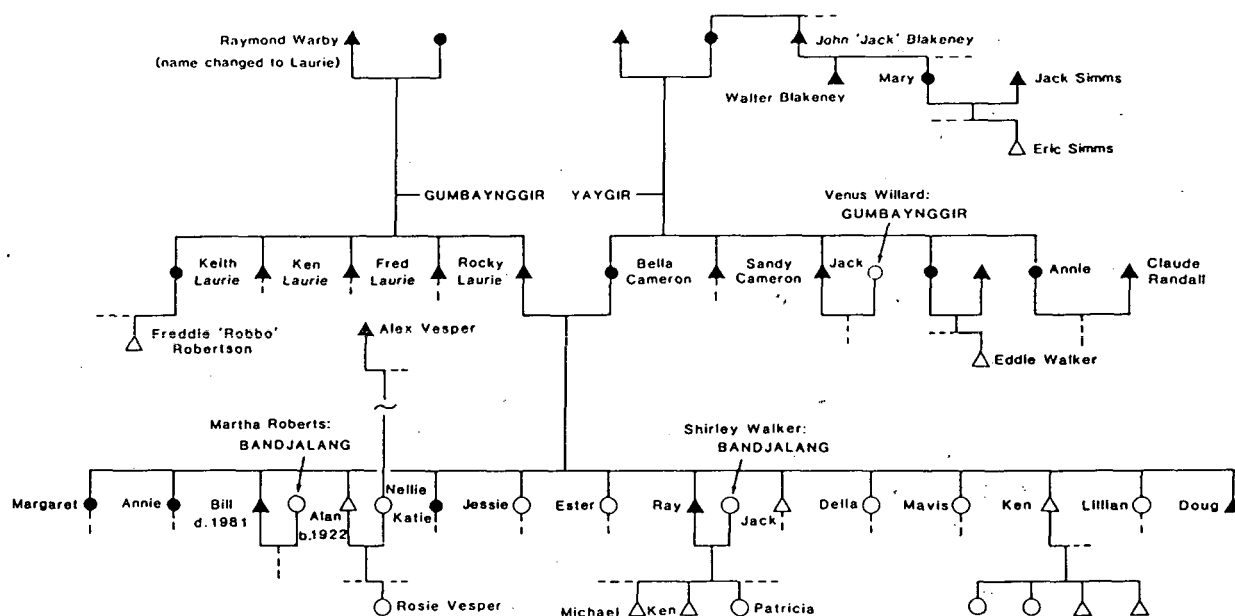 Raymond Warby
(name changed to Laurie)
John 'Jack' Blakeney
Walter Blakeney
Mary
Jack Simms
Eric Simms
GUMBAYNGGIR
YAYGIR
Venus Willard:
GUMBAYNGGIR
Keith
Laurie
Ken
Laurie
Fred
Laurie
Rocky
Laurie
Bella
Cameron
Sandy
Cameron
Jack
Annie
Claude
Randall
Freddie 'Robbo'
Robertson
Alex Vesper
Eddie Walker
Martha Roberts:
BANDJALANG
Shirley Walker:
BANDJALANG
Margaret
Annie
Bill
d.1981
Alan
b.1922
Nellie
Katie
Jessie
Ester
Ray
Jack
Della
Mavis
Ken
Lillian
Doug
Rosie Vesper
Michael
Ken
Patricia